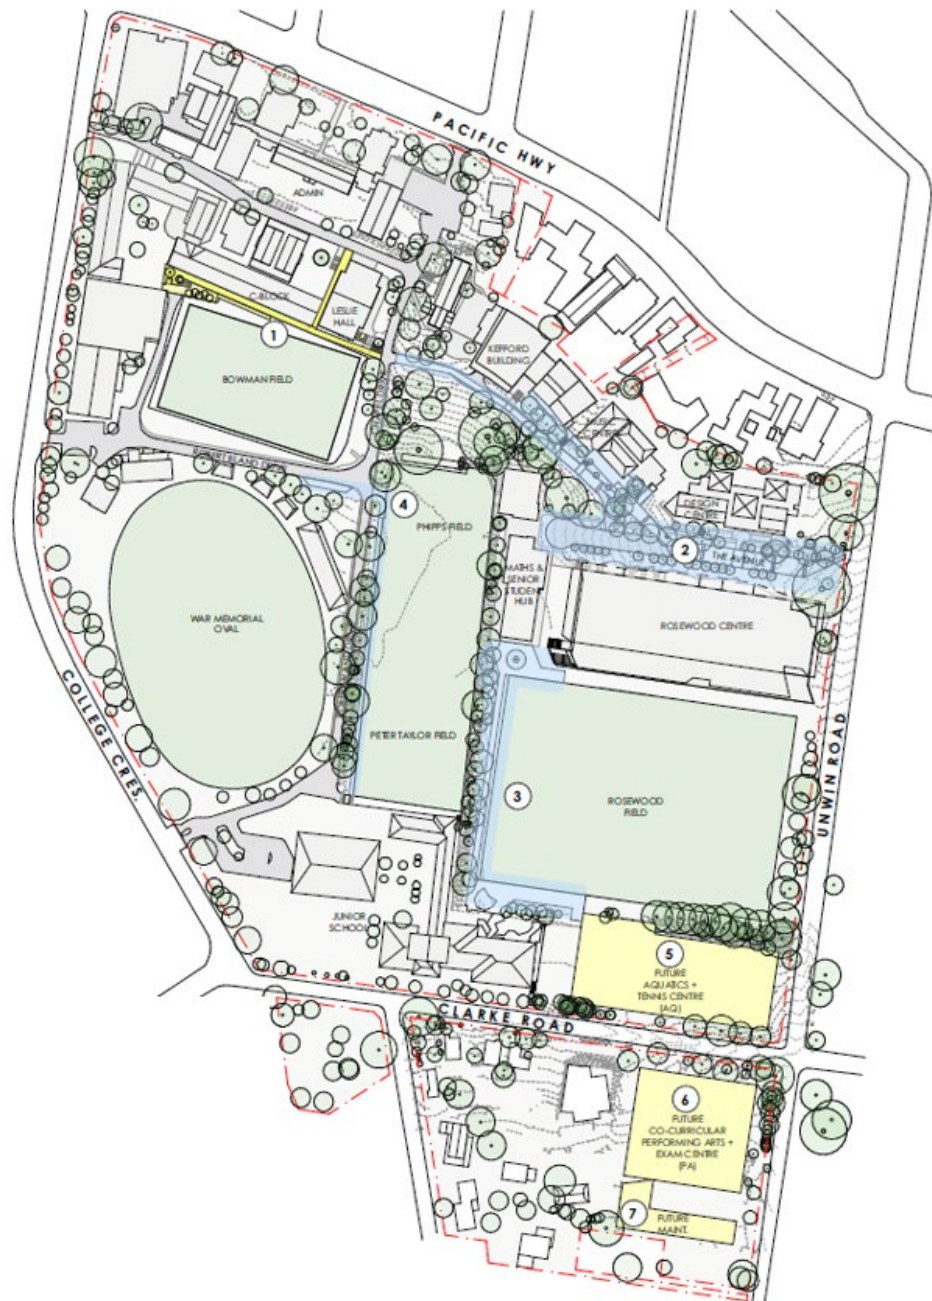 PACIFIC HWY
ADMIN
C-BLOCK
LESLIE
HALL
1
KEFFORD
BUILDING
BOWMAN FIELD
4
PHIPPS FIELD
DESIGN
CENTRE
2
THE AVENUE
MATHS &
SENIOR
STUDENT
HUB
ROSEWOOD CENTRE
WAR MEMORIAL
OVAL
COLLEGE CRES.
PETER TAYLOR FIELD
UNWIN ROAD
3
ROSEWOOD
FIELD
JUNIOR
SCHOOL
5
FUTURE
AQUATICS +
TENNIS CENTRE
(AQ)
CLARKE ROAD
6
FUTURE
CO-CURRICULAR
PERFORMING ARTS +
EXAM CENTRE
(PA)
7
FUTURE
MAINT.